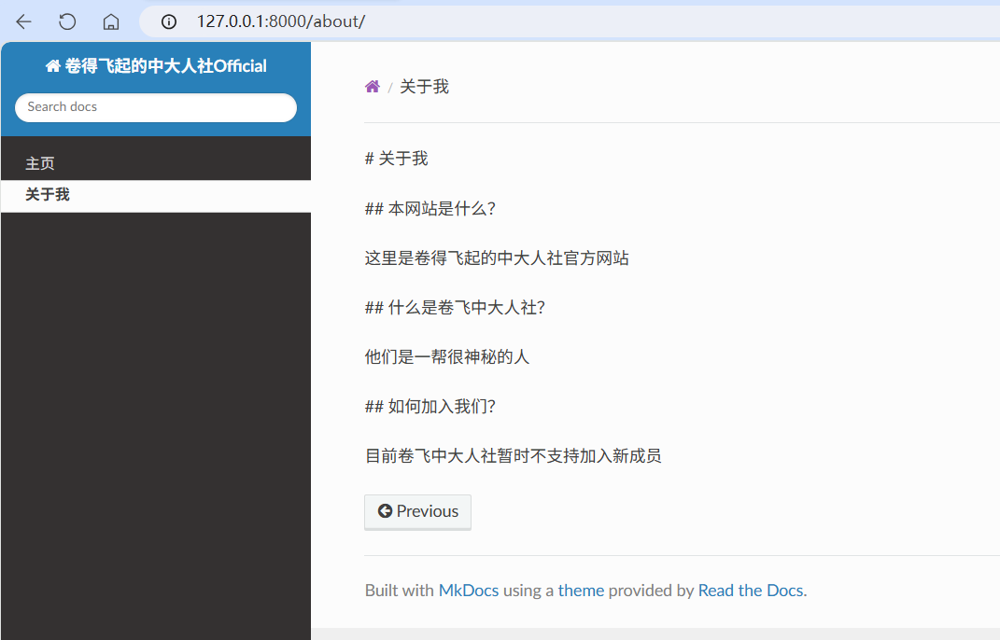 127.0.0.1:8000/about/
卷得飞起的中大人社Official
Search docs
主页
关于我
/ 关于我
# 关于我
## 本网站是什么?
这里是卷得飞起的中大人社官方网站
## 什么是卷飞中大人社?
他们是一帮很神秘的人
## 如何加入我们?
目前卷飞中大人社暂时不支持加入新成员
Previous
Built with MkDocs using a theme provided by Read the Docs.